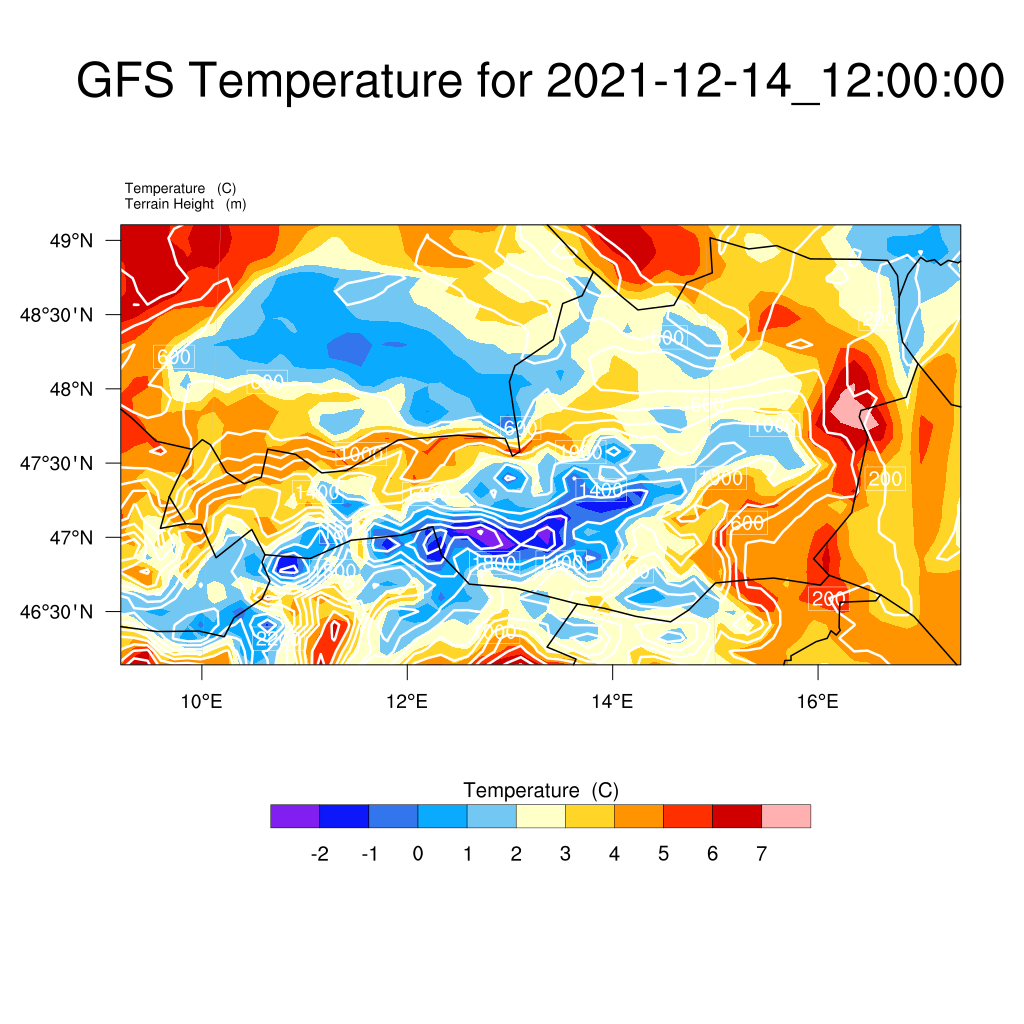 GFS Temperature for 2021-12-14_12:00:00
Temperature (C)
Terrain Height (m)
49°N
48°30'N
48°N
47°30'N
47°N
46°30'N
200
600
600
1000
1000
1000
1400
1400
1000
200
600
1800
1400
200
10°E 12°E 14°E 16°E
Temperature (C)
-2 -1 0 1 2 3 4 5 6 7